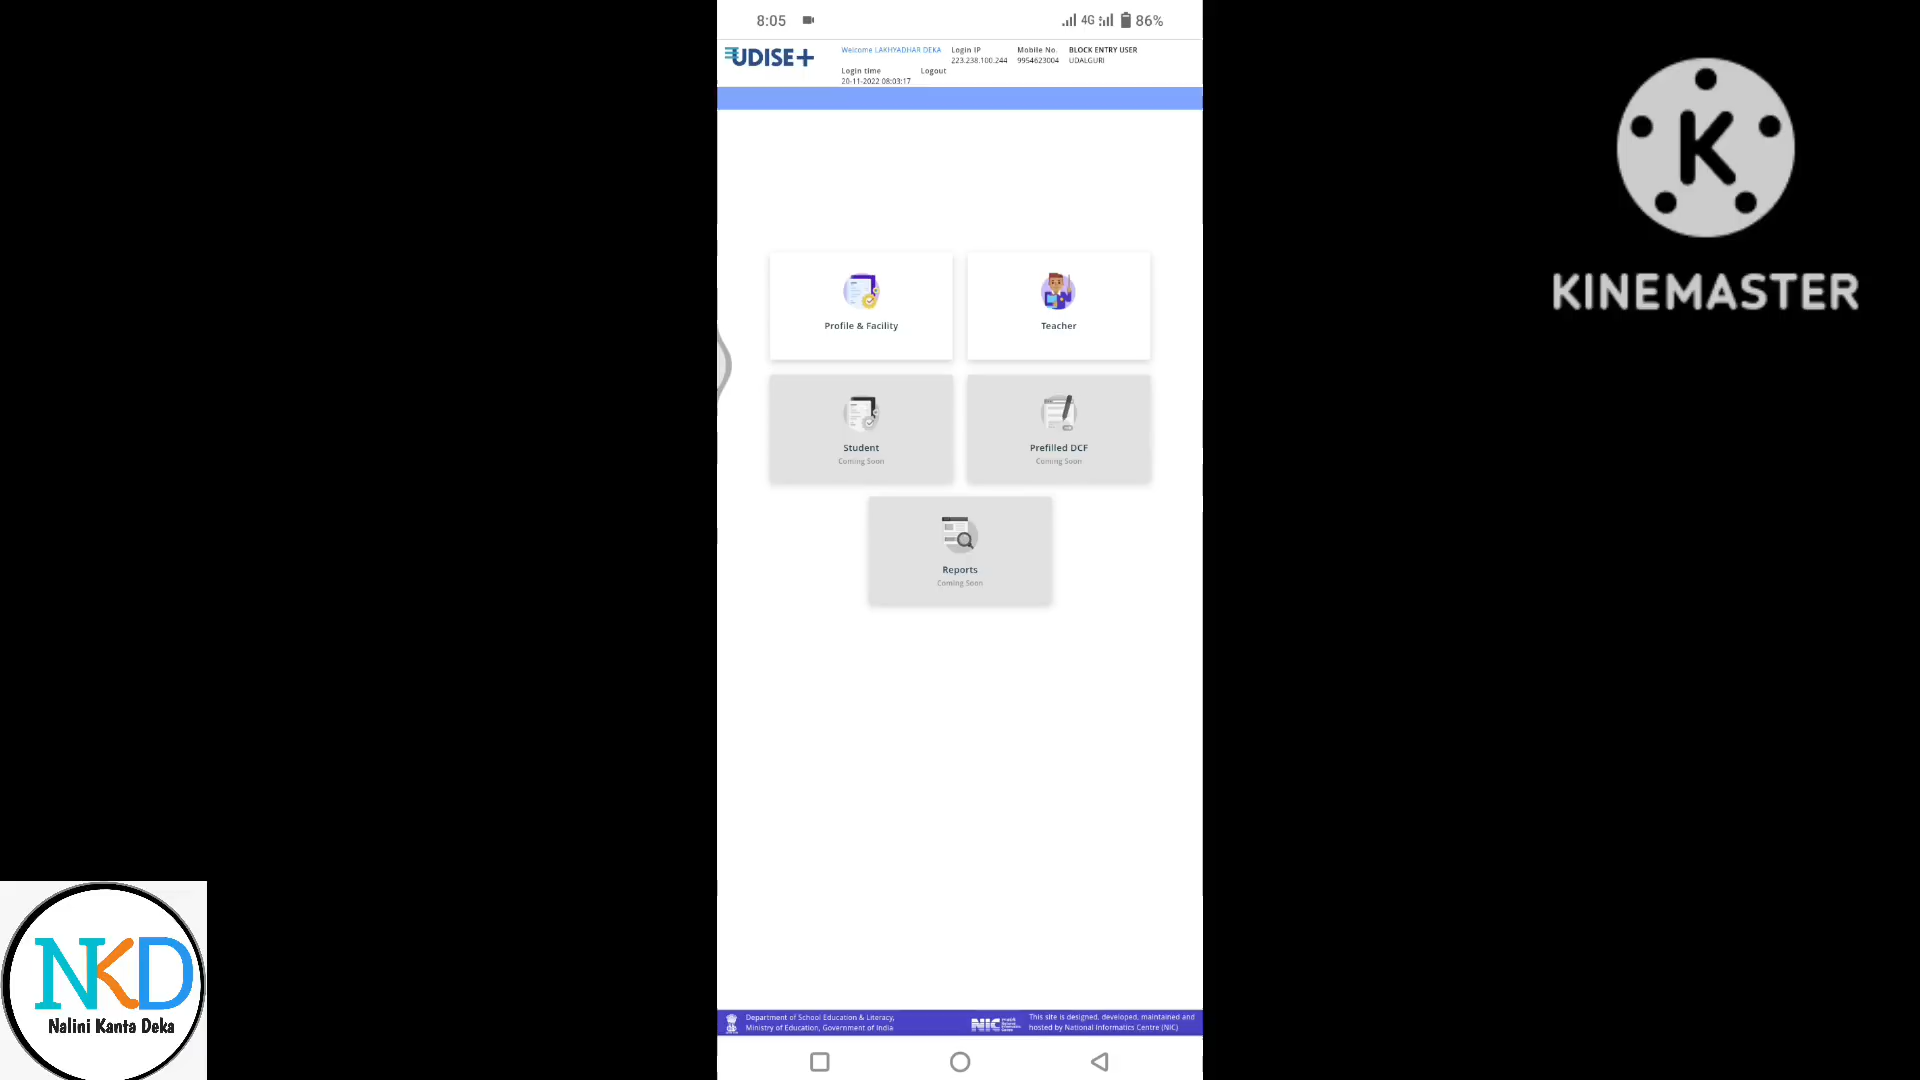 8:05 4G 86%
UDISE+
Welcome LAKHYADHAR DEKA
Login IP
223.238.100.244
Mobile No.
9954623004
BLOCK ENTRY USER
UDALGURI
Login time
20-11-2022 08:03:17
Logout
Profile & Facility
Teacher
Student
Coming Soon
Prefilled DCF
Coming Soon
Reports
Coming Soon
Department of School Education & Literacy,
Ministry of Education, Government of India
NIC
This site is designed, developed, maintained and
hosted by National Informatics Centre (NIC)
K
KINEMASTER
NKD
Nalini Kanta Deka